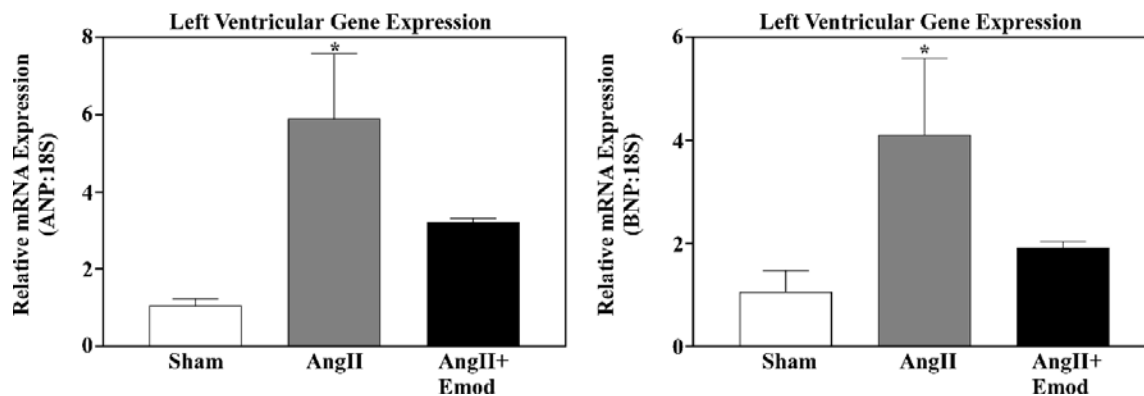 Left Ventricular Gene Expression
Relative mRNA Expression
(ANP:18S)
8
6
4
2
0
*
Sham
AngII
AngII+
Emod
Left Ventricular Gene Expression
Relative mRNA Expression
(BNP:18S)
6
4
2
0
*
Sham
AngII
AngII+
Emod